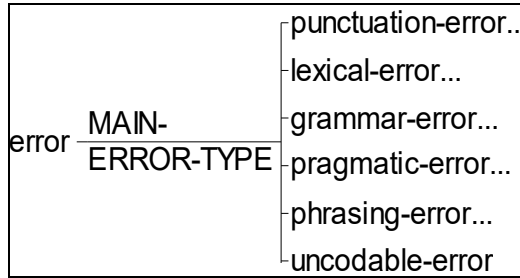 punctuation-error..
lexical-error...
grammar-error...
error
MAIN-
ERROR-TYPE
pragmatic-error...
phrasing-error...
uncodable-error